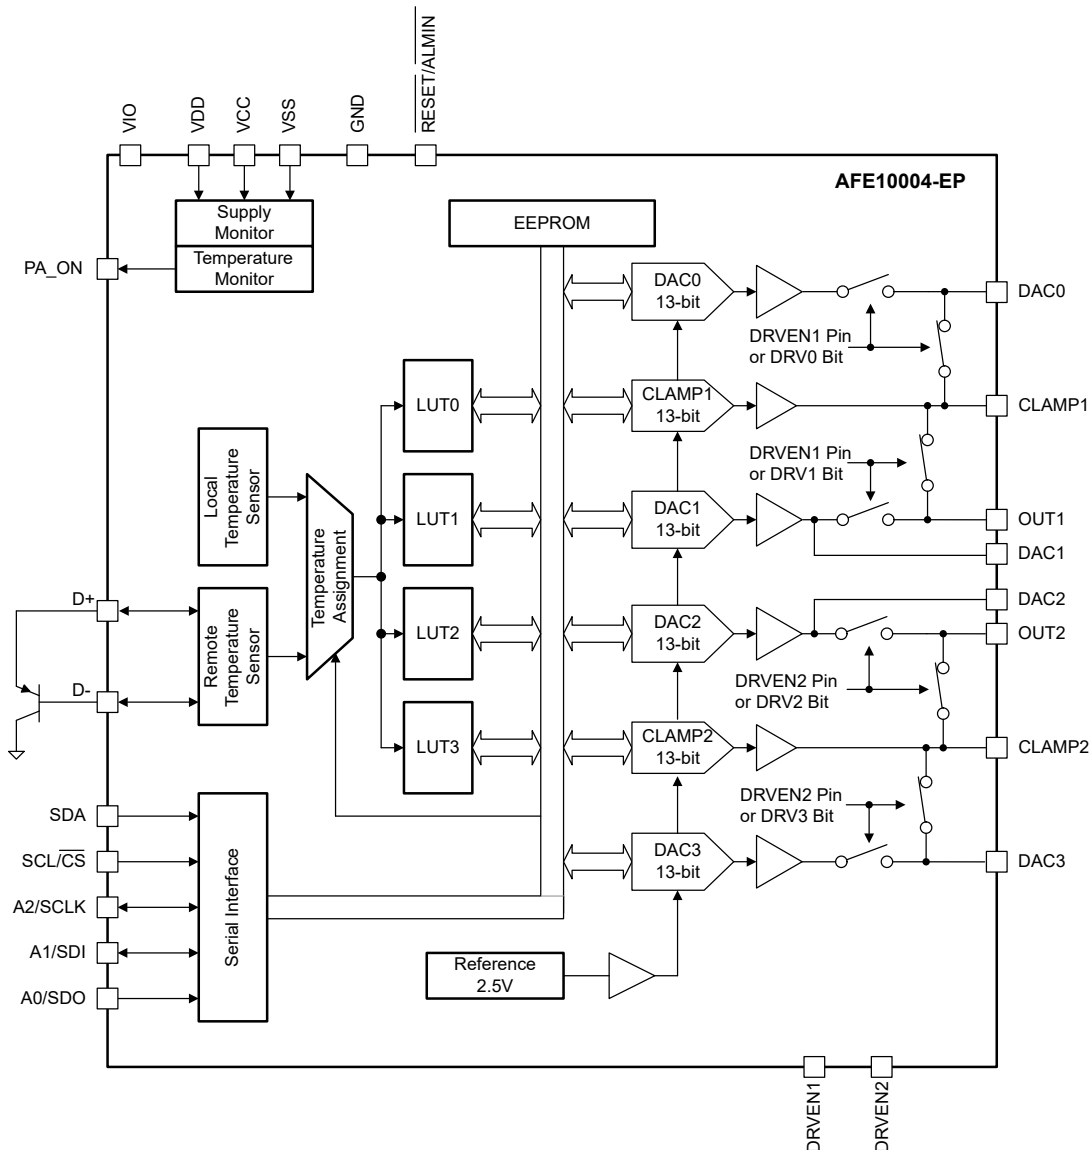 VIO
VDD
VCC
VSS
GND
RESET/ALMIN
AFE10004-EP
Supply
Monitor
Temperature
Monitor
PA_ON
EEPROM
DAC0
13-bit
DAC0
DRVEN1 Pin
or DRV0 Bit
LUT0
CLAMP1
13-bit
CLAMP1
Local
Temperature
Sensor
DRVEN1 Pin
or DRV1 Bit
Temperature
Assignment
LUT1
DAC1
13-bit
OUT1
DAC1
D+
Remote
Temperature
Sensor
D-
LUT2
DAC2
13-bit
DAC2
OUT2
DRVEN2 Pin
or DRV2 Bit
LUT3
CLAMP2
13-bit
CLAMP2
DRVEN2 Pin
or DRV3 Bit
SDA
SCL/CS
A2/SCLK
A1/SDI
A0/SDO
Serial Interface
DAC3
13-bit
DAC3
Reference
2.5V
DRVEN1
DRVEN2